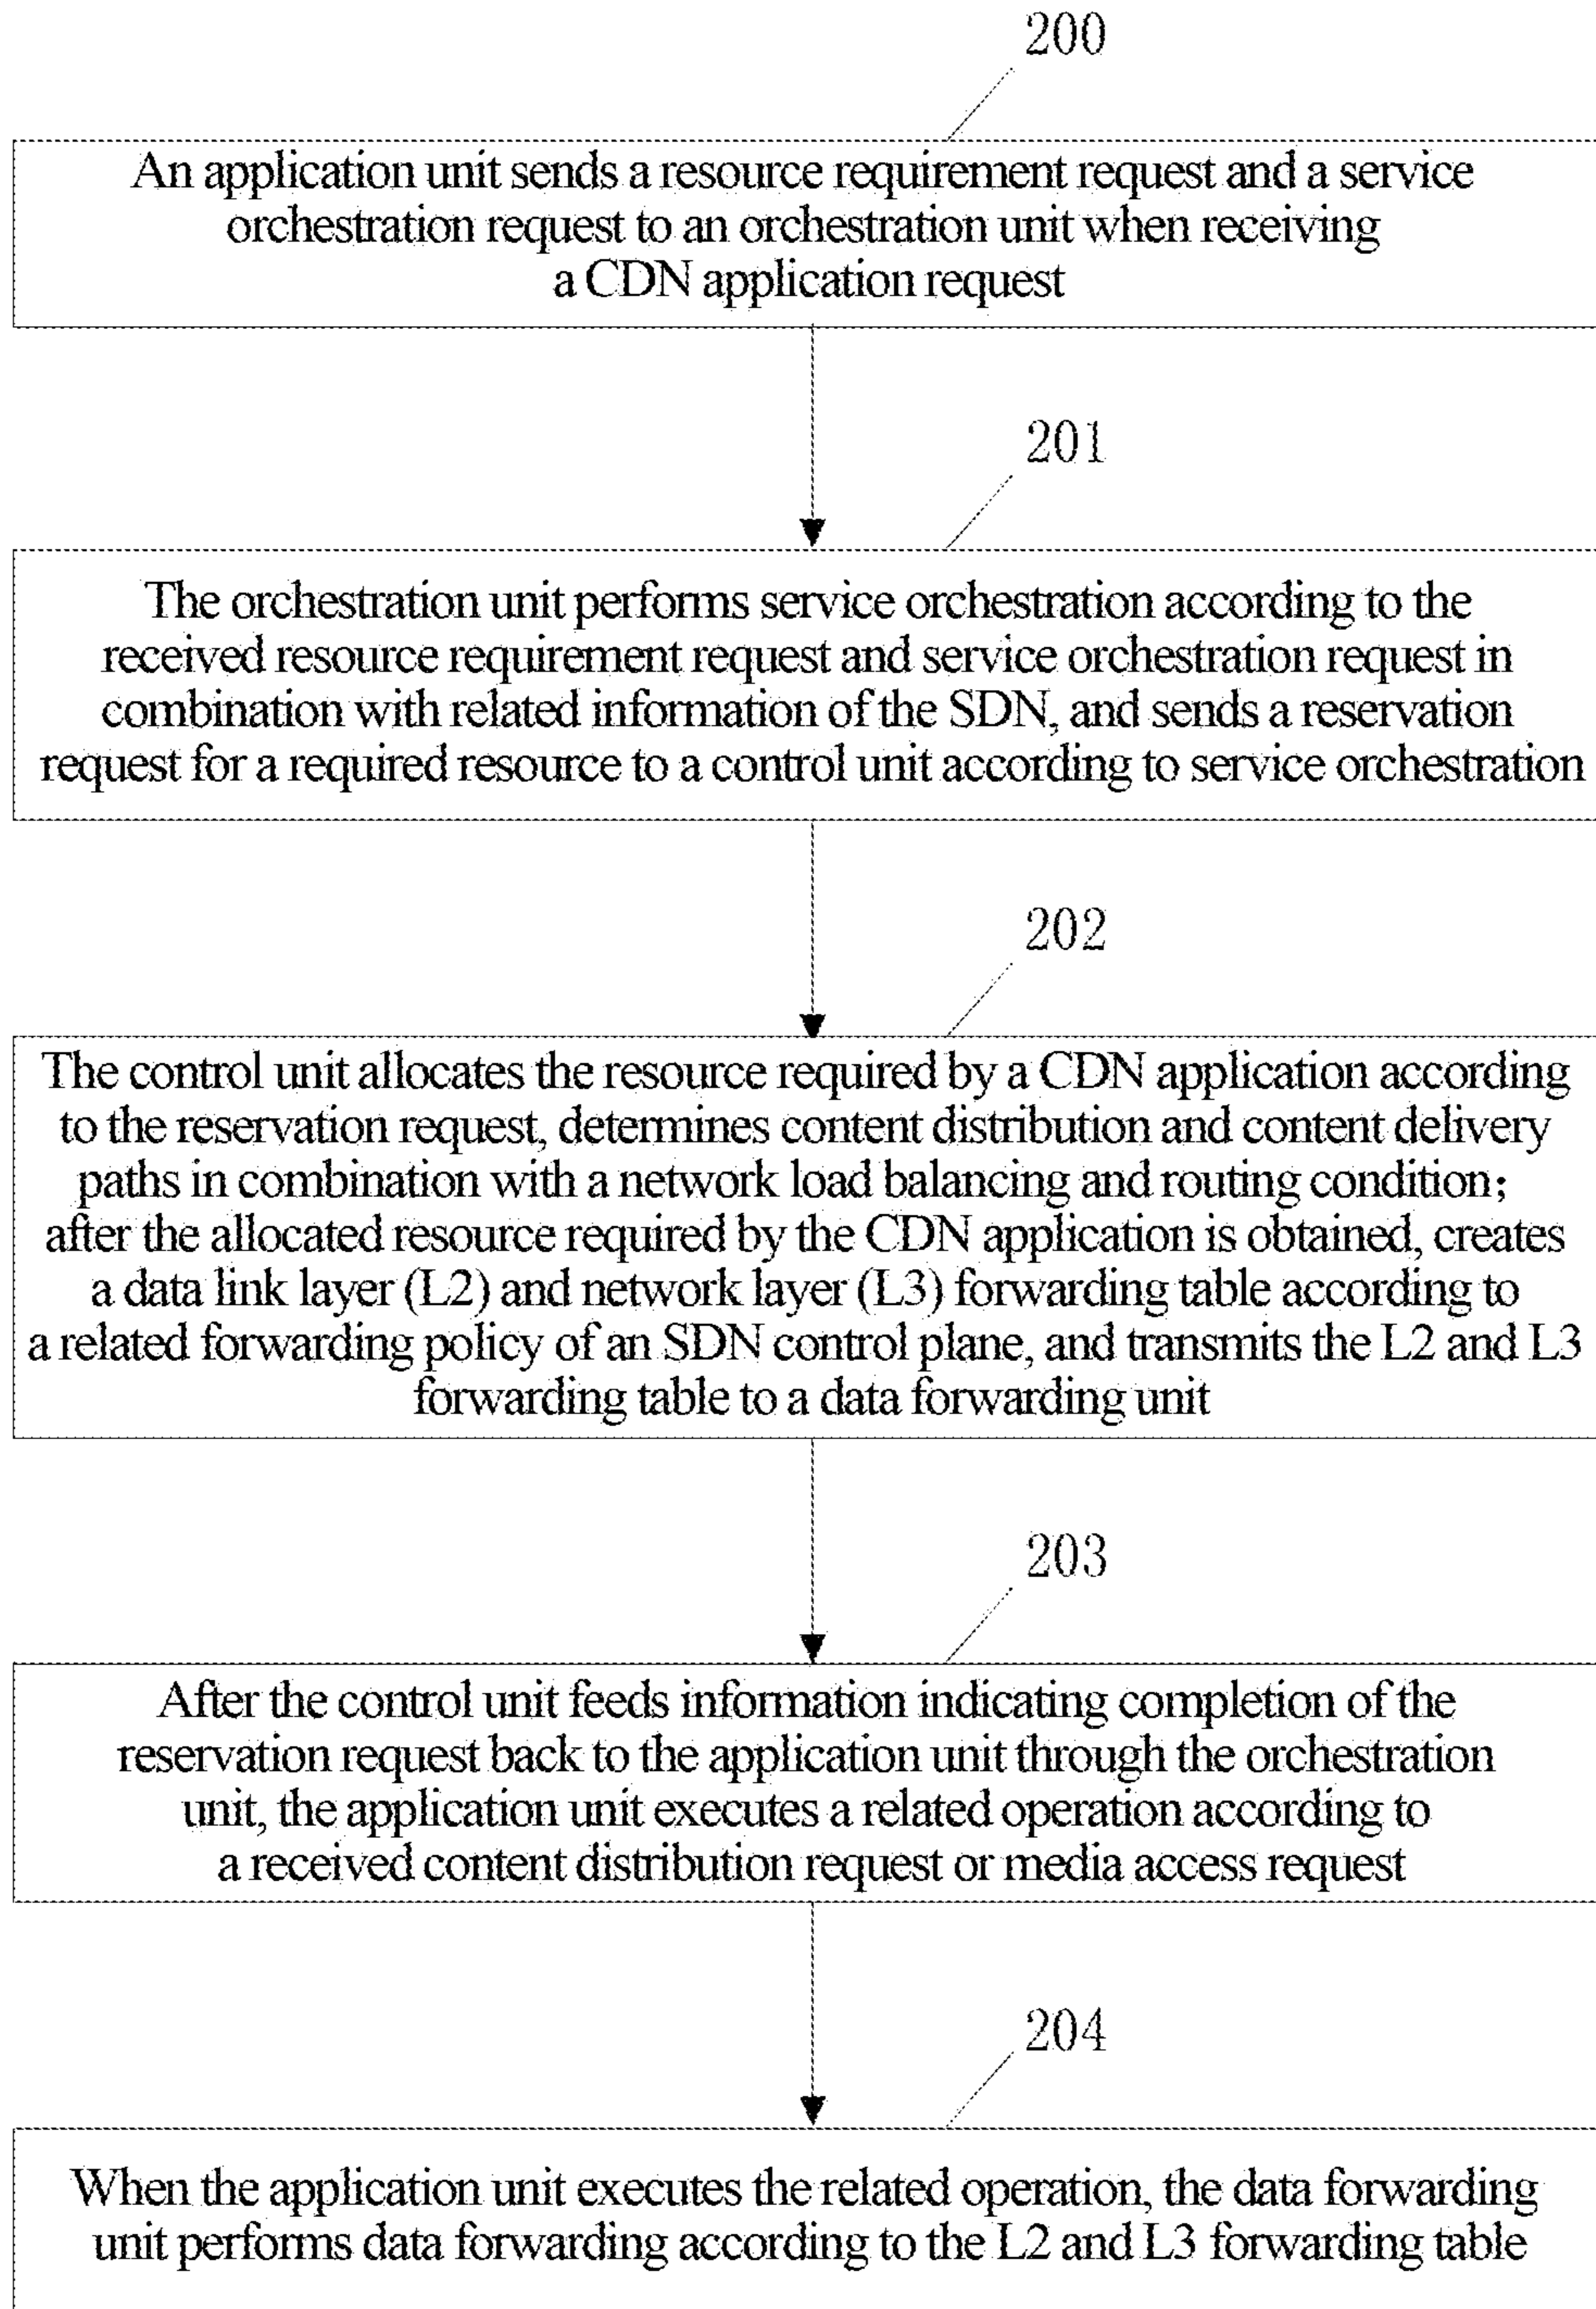 200
An application unit sends a resource requirement request and a service
orchestration request to an orchestration unit when receiving
a CDN application request
201
The orchestration unit performs service orchestration according to the
received resource requirement request and service orchestration request in
combination with related information of the SDN, and sends a reservation
request for a required resource to a control unit according to service orchestration
202
The control unit allocates the resource required by a CDN application according
to the reservation request, determines content distribution and content delivery
paths in combination with a network load balancing and routing condition;
after the allocated resource required by the CDN application is obtained, creates
a data link layer (L2) and network layer (L3) forwarding table according to
a related forwarding policy of an SDN control plane, and transmits the L2 and L3
forwarding table to a data forwarding unit
203
After the control unit feeds information indicating completion of the
reservation request back to the application unit through the orchestration
unit, the application unit executes a related operation according to
a received content distribution request or media access request
204
When the application unit executes the related operation, the data forwarding
unit performs data forwarding according to the L2 and L3 forwarding table